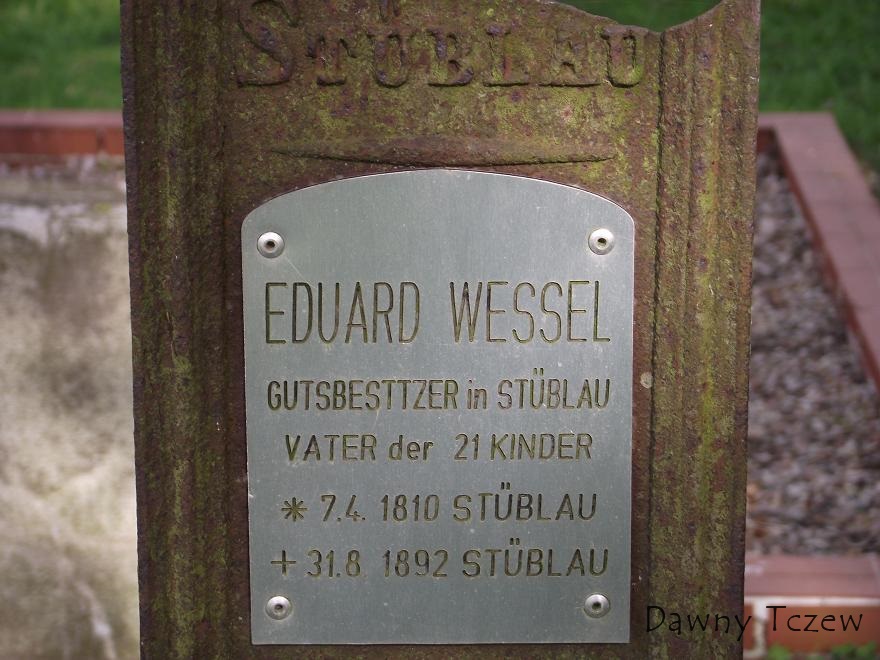 STÜBLAU
EDUARD WESSEL
GUTSBESTTZER in STÜBLAU
VATER der 21 KINDER
* 7.4. 1810 STÜBLAU
+ 31.8. 1892 STÜBLAU
Dawny Tczew